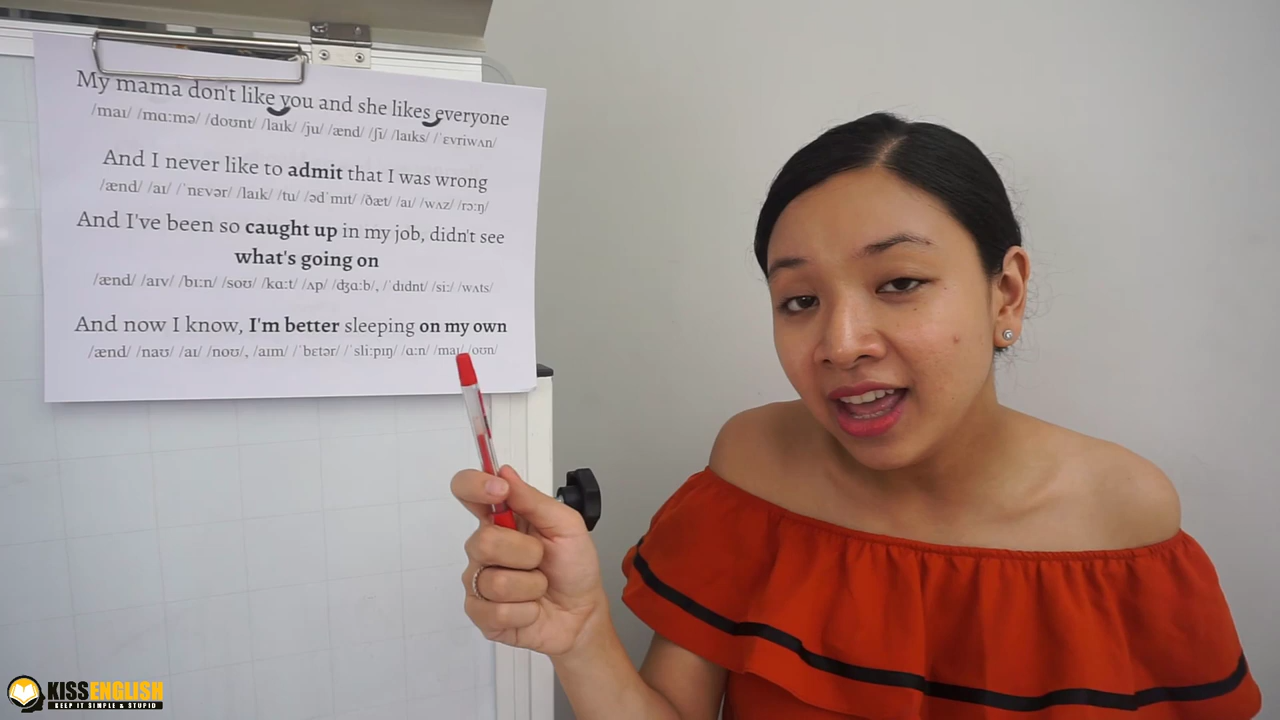 My mama don't like you and she likes everyone
/maɪ/ /mɑːmə/ /doʊnt/ /laɪk/ /ju/ /ænd/ /ʃi/ /laɪks/ /ˈɛvriwʌn/
And I never like to admit that I was wrong
/ænd/ /aɪ/ /ˈnɛvər/ /laɪk/ /tu/ /ədˈmɪt/ /ðæt/ /aɪ/ /wʌz/ /rɔːŋ/
And I've been so caught up in my job, didn't see
what's going on
/ænd/ /aɪv/ /bɪːn/ /soʊ/ /kɑːt/ /ʌp/ /ʤɑːb/, /ˈdɪdnt/ /siː/ /wʌts/
And now I know, I'm better sleeping on my own
/ænd/ /naʊ/ /aɪ/ /noʊ/, /aɪm/ /ˈbɛtər/ /ˈsliːpɪŋ/ /ɑːn/ /maɪ/ /oʊn/
KISSENGLISH
KEEP IT SIMPLE & STUPID